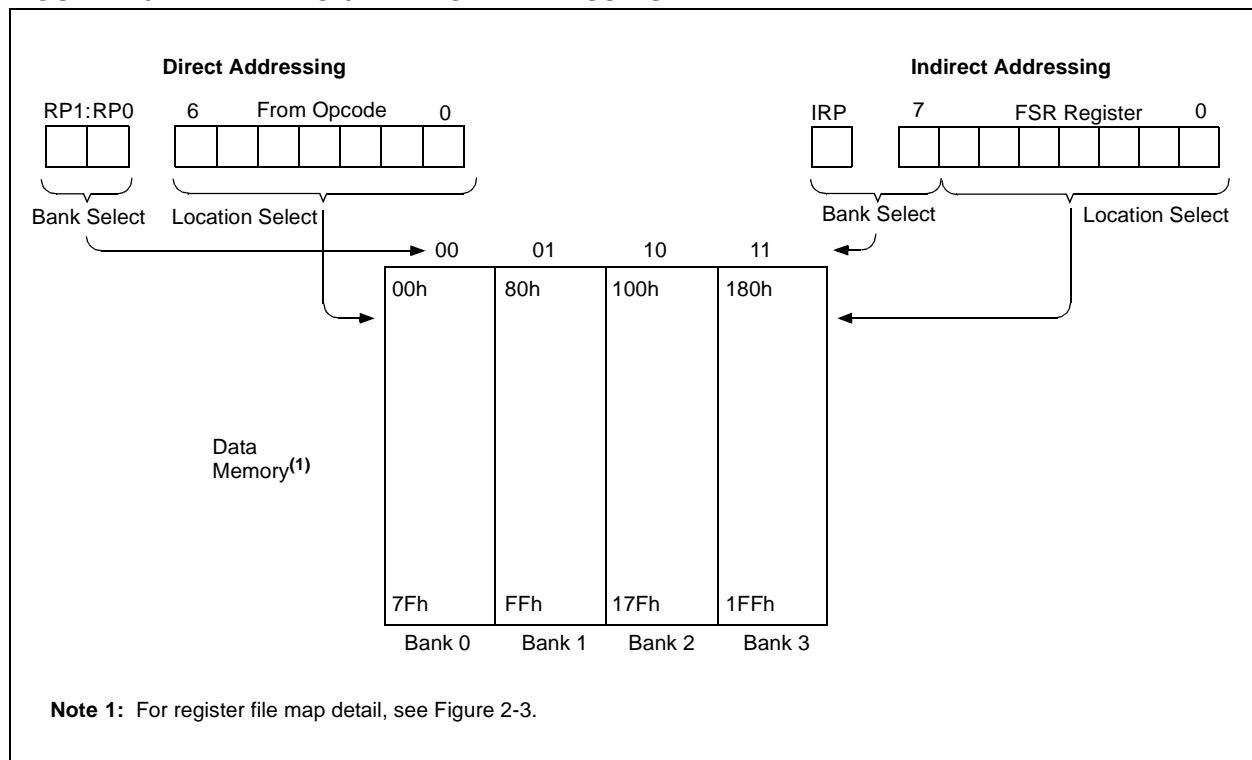 Direct Addressing
Indirect Addressing
RP1:RP0 6 From Opcode 0
IRP 7 FSR Register 0
Bank Select Location Select
Bank Select Location Select
00 01 10 11
00h 80h 100h 180h
Data
Memory(1)
7Fh FFh 17Fh 1FFh
Bank 0 Bank 1 Bank 2 Bank 3
Note 1: For register file map detail, see Figure 2-3.